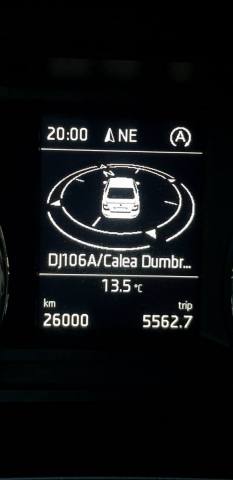 20:00 NE A
N
DJ106A/Calea Dumbr...
13.5 °C
km trip
26000 5562.7